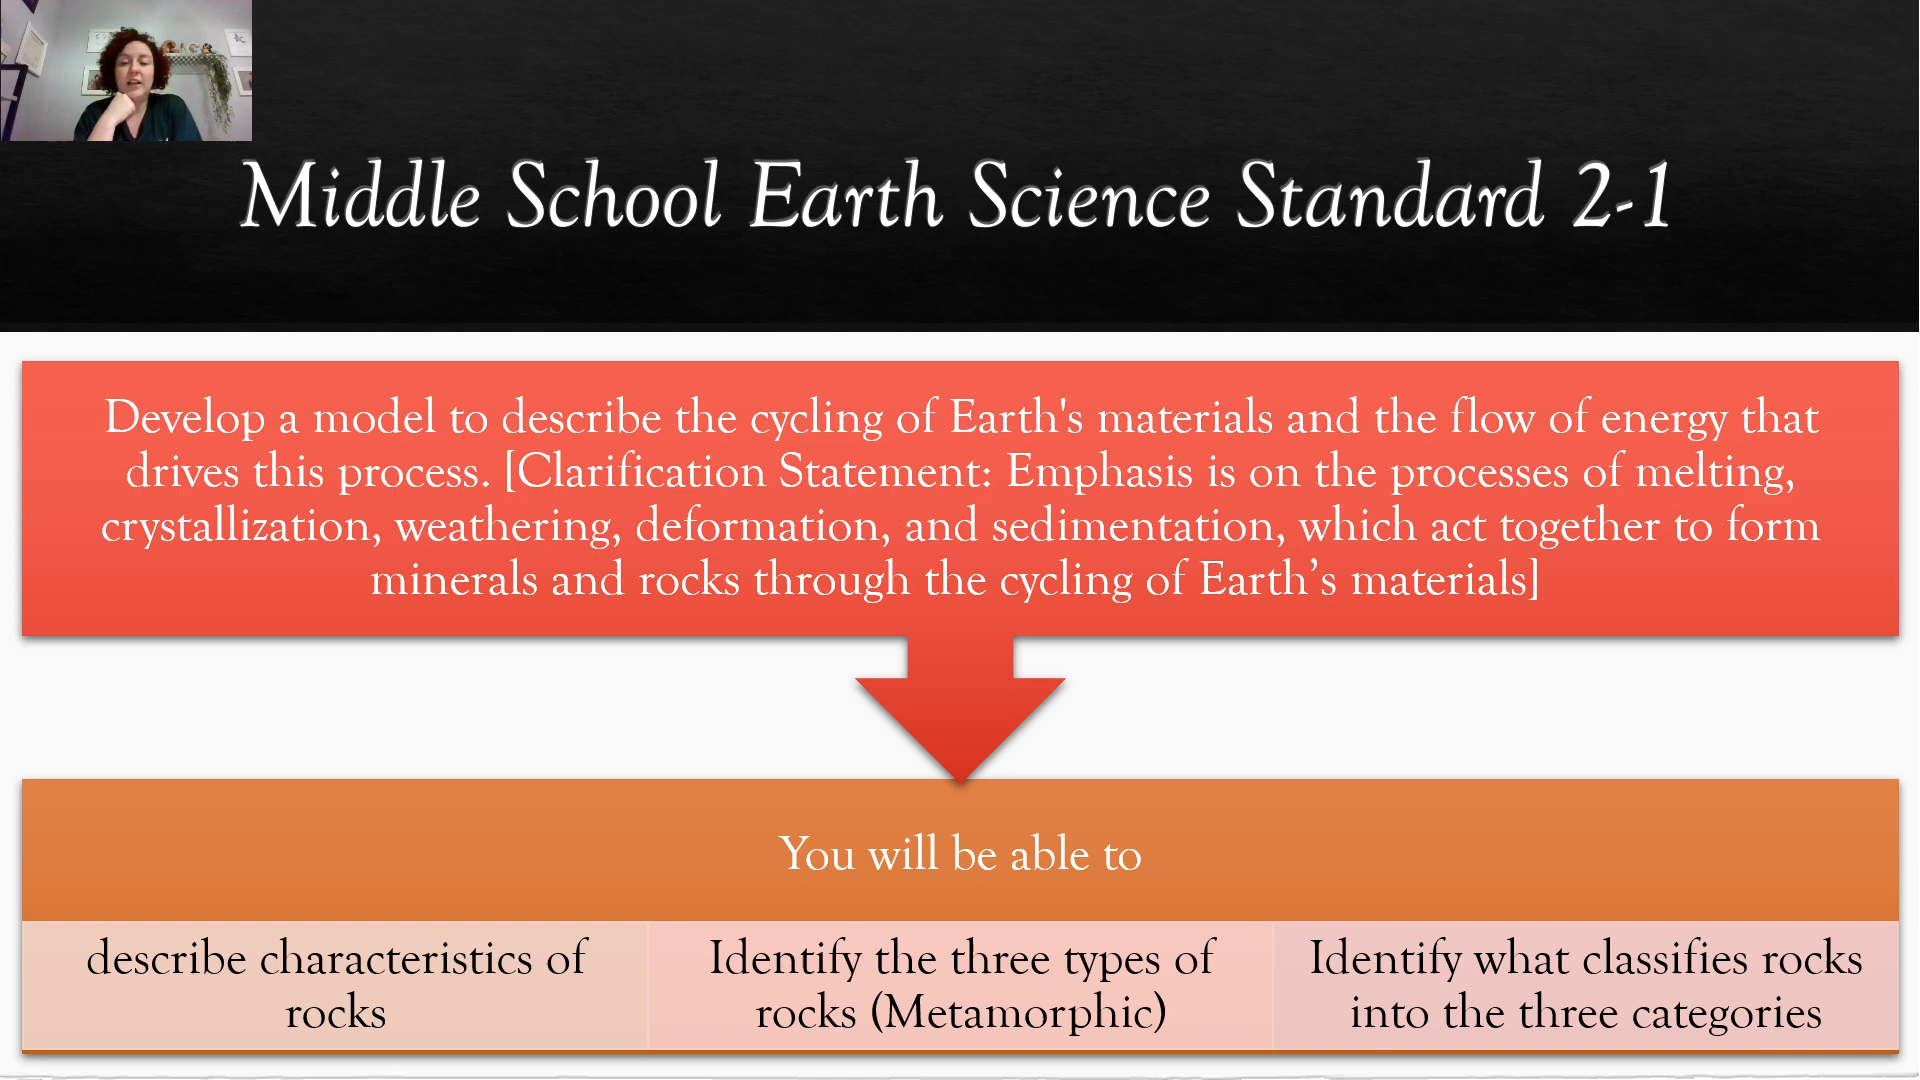 Middle School Earth Science Standard 2-1
Develop a model to describe the cycling of Earth's materials and the flow of energy that
drives this process. [Clarification Statement: Emphasis is on the processes of melting,
crystallization, weathering, deformation, and sedimentation, which act together to form
minerals and rocks through the cycling of Earth’s materials]
You will be able to
describe characteristics of
rocks
Identify the three types of
rocks (Metamorphic)
Identify what classifies rocks
into the three categories